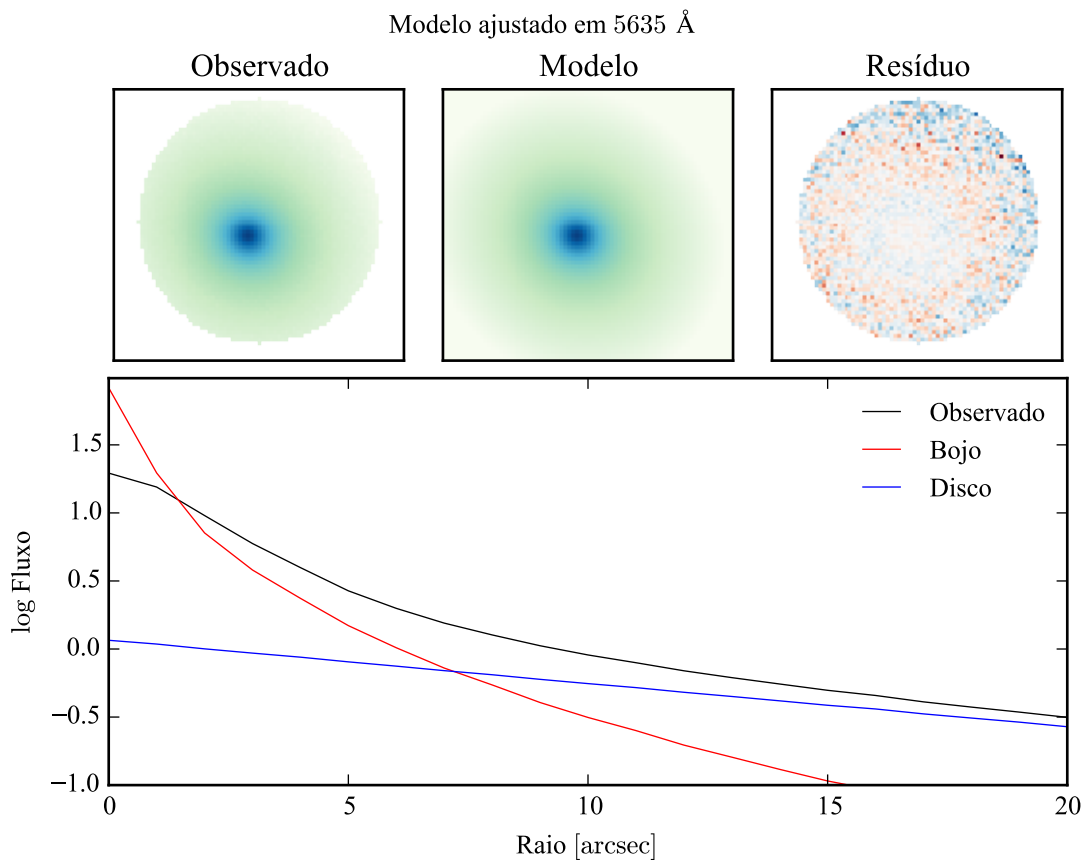 Modelo ajustado em 5635 Å
Observado Modelo Resíduo
Observado
Bojo
Disco
log Fluxo
1.5
1.0
0.5
0.0
−0.5
−1.0
0 5 10 15 20
Raio [arcsec]